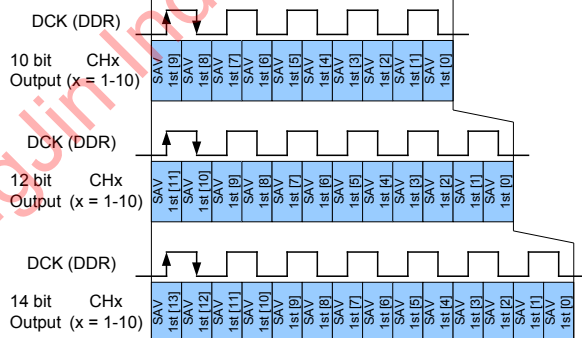 DCK (DDR)
10 bit CHx
Output (x = 1-10)
SAV 1st [9]
SAV 1st [8]
SAV 1st [7]
SAV 1st [6]
SAV 1st [5]
SAV 1st [4]
SAV 1st [3]
SAV 1st [2]
SAV 1st [1]
SAV 1st [0]
DCK (DDR)
12 bit CHx
Output (x = 1-10)
SAV 1st [11]
SAV 1st [10]
SAV 1st [9]
SAV 1st [8]
SAV 1st [7]
SAV 1st [6]
SAV 1st [5]
SAV 1st [4]
SAV 1st [3]
SAV 1st [2]
SAV 1st [1]
SAV 1st [0]
DCK (DDR)
14 bit CHx
Output (x = 1-10)
SAV 1st [13]
SAV 1st [12]
SAV 1st [11]
SAV 1st [10]
SAV 1st [9]
SAV 1st [8]
SAV 1st [7]
SAV 1st [6]
SAV 1st [5]
SAV 1st [4]
SAV 1st [3]
SAV 1st [2]
SAV 1st [1]
SAV 1st [0]